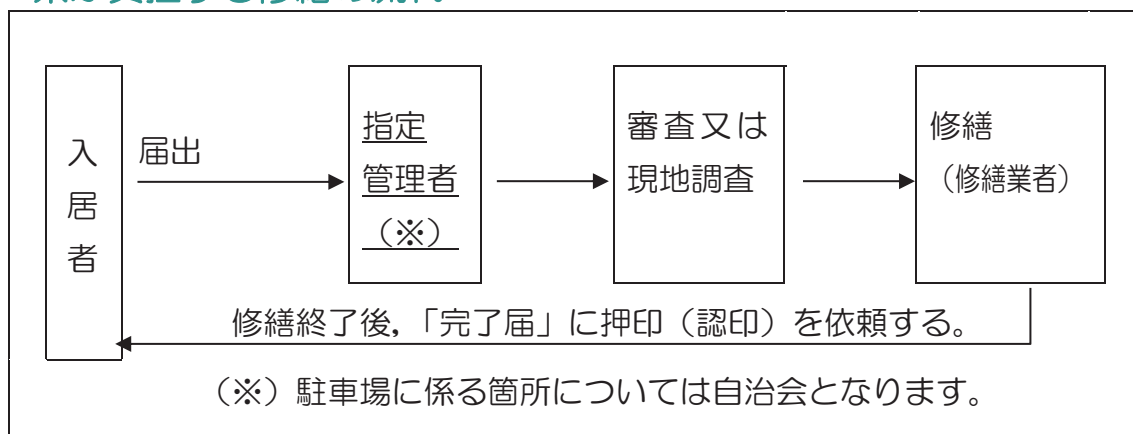 入居者
届出
指定
管理者
（※）
審査又は
現地調査
修繕
（修繕業者）
修繕終了後，「完了届」に押印（認印）を依頼する。
（※）駐車場に係る箇所については自治会となります。